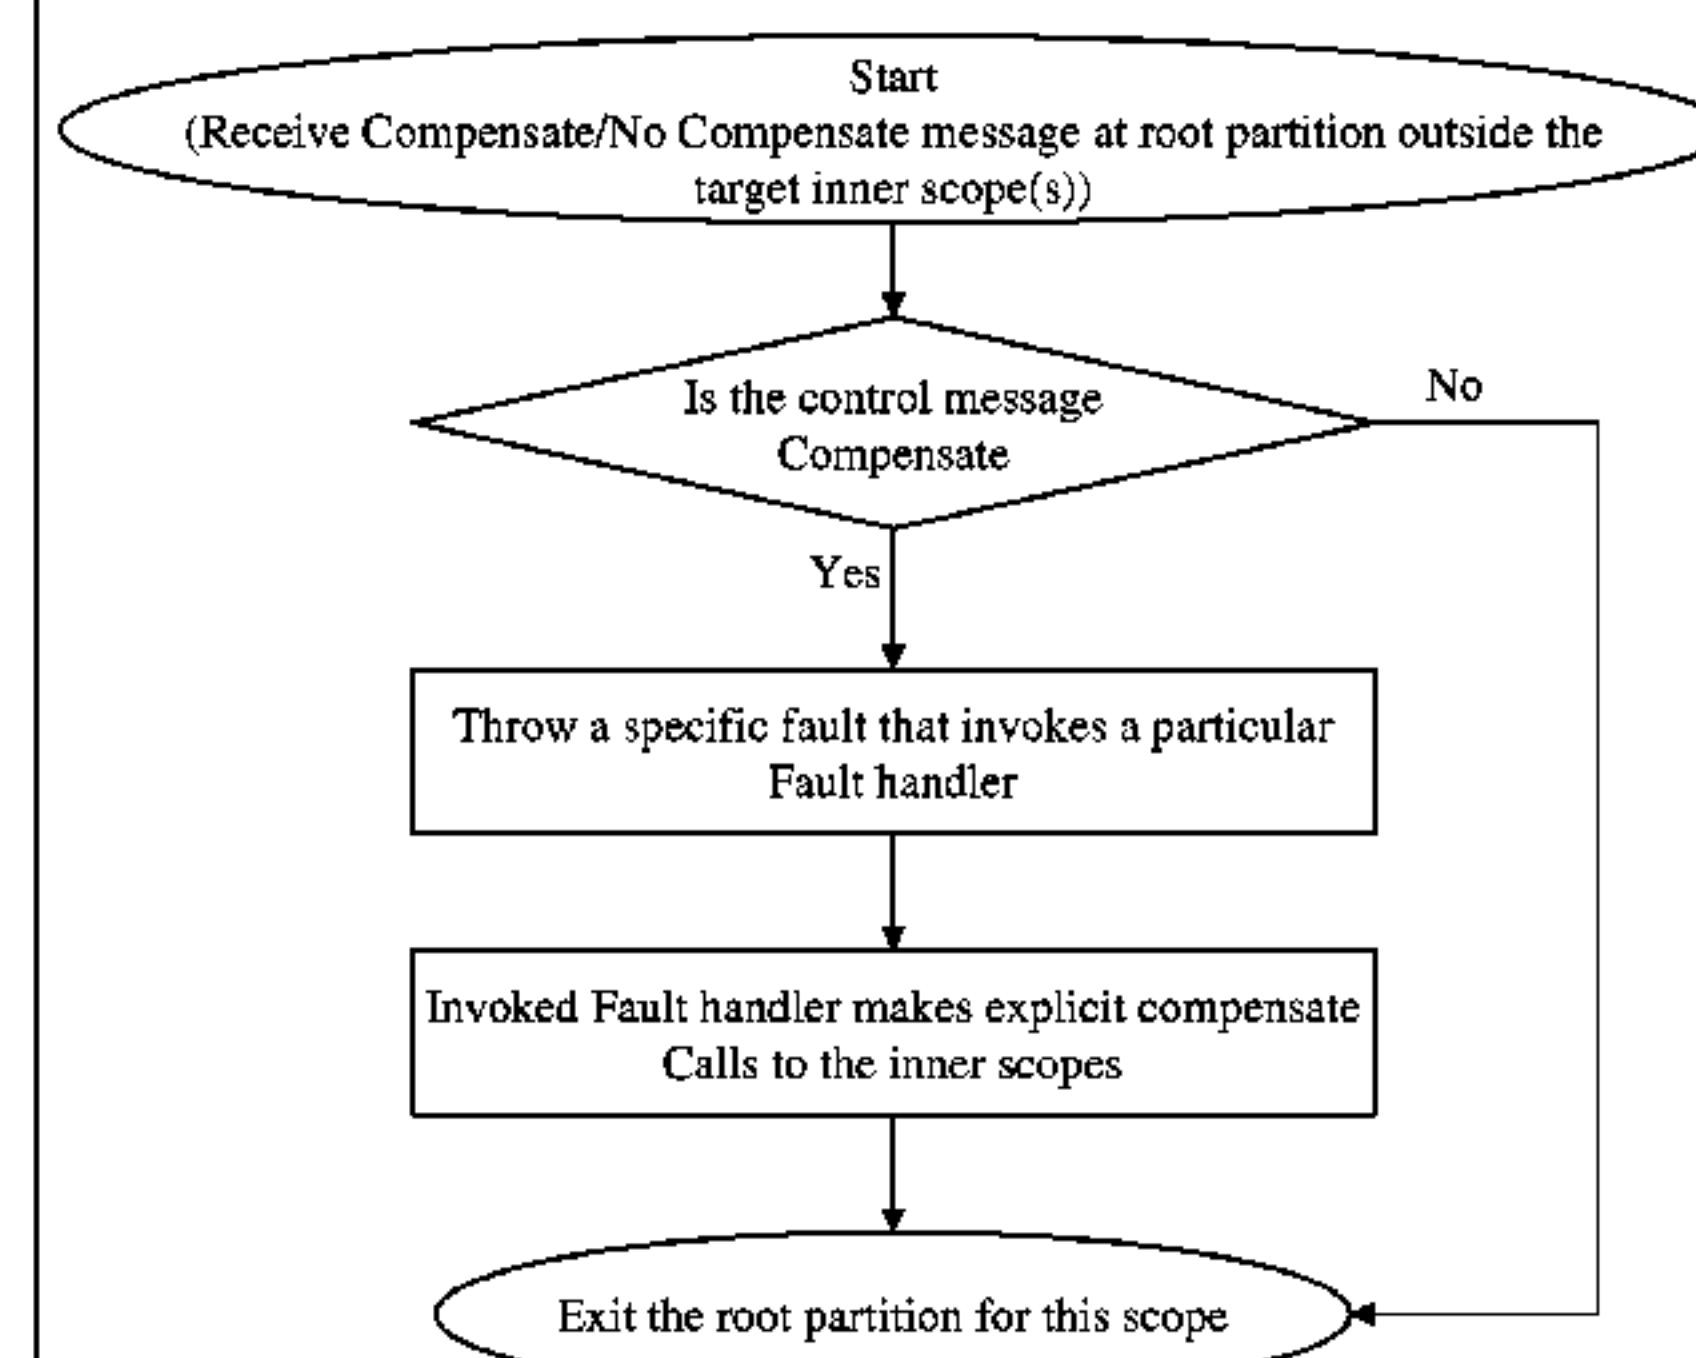 Start
(Receive Compensate/No Compensate message at root partition outside the
target inner scope(s))
Is the control message
Compensate
No
Yes
Throw a specific fault that invokes a particular
Fault handler
Invoked Fault handler makes explicit compensate
Calls to the inner scopes
Exit the root partition for this scope